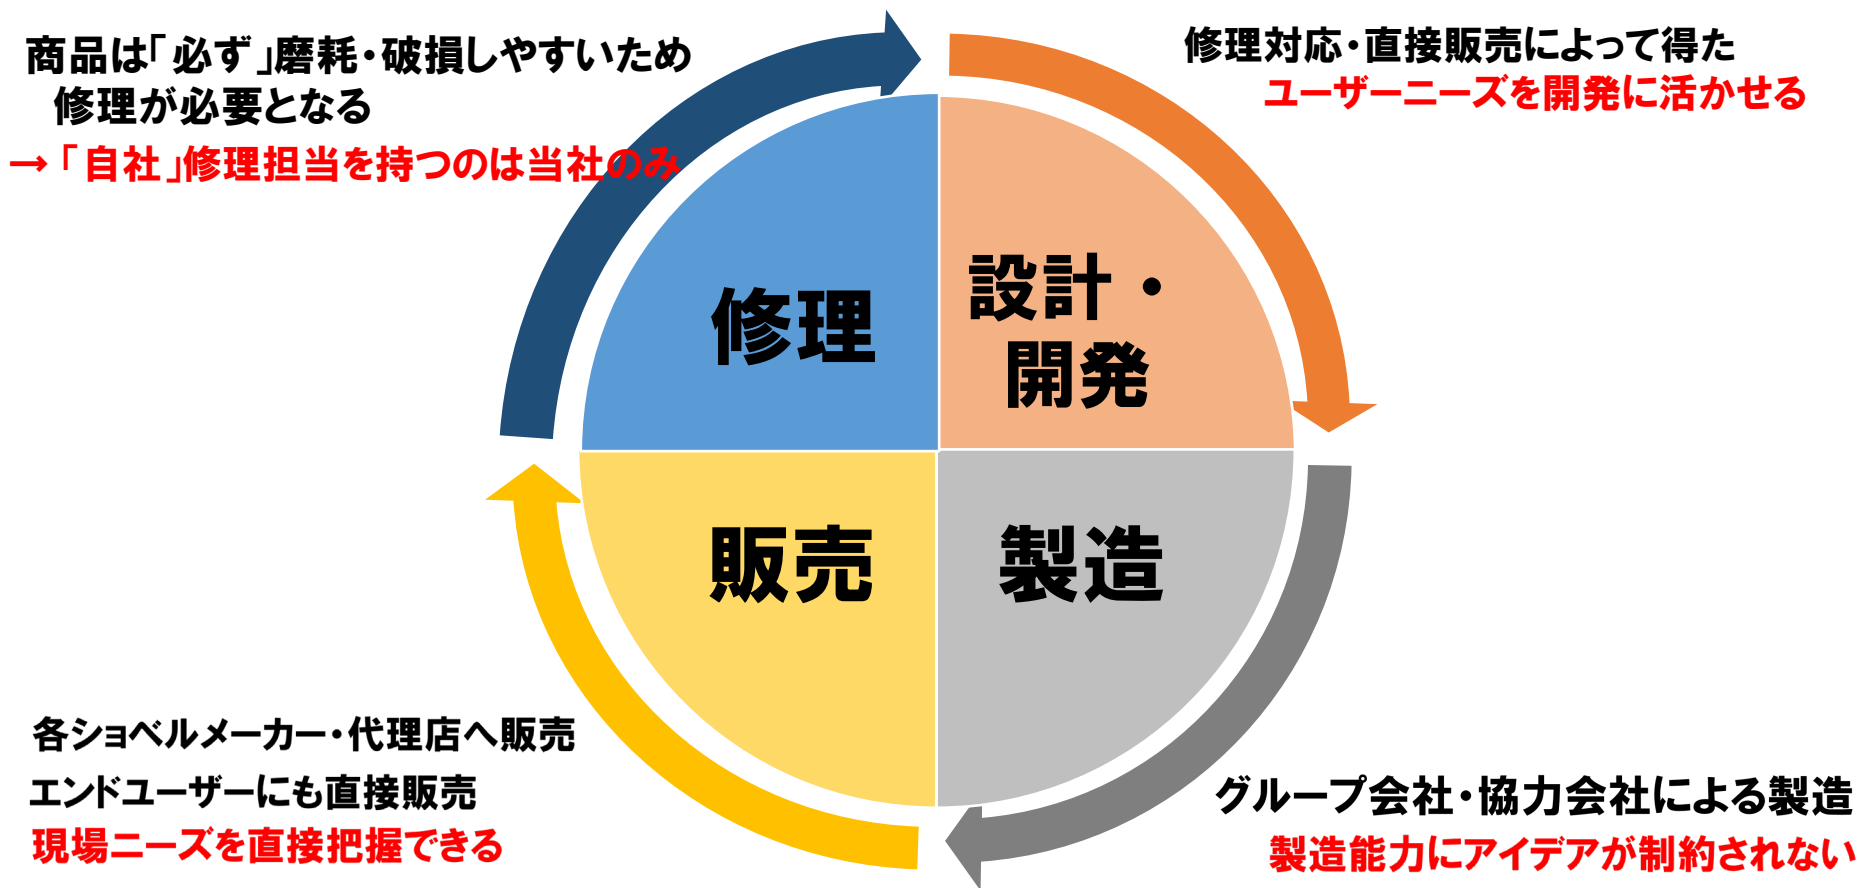 商品は「必ず」磨耗・破損しやすいため
修理が必要となる
→「自社」修理担当を持つのは当社のみ
修理対応・直接販売によって得た
ユーザーニーズを開発に活かせる
修理
設計・
開発
販売
製造
各ショベルメーカー・代理店へ販売
エンドユーザーにも直接販売
現場ニーズを直接把握できる
グループ会社・協力会社による製造
製造能力にアイデアが制約されない